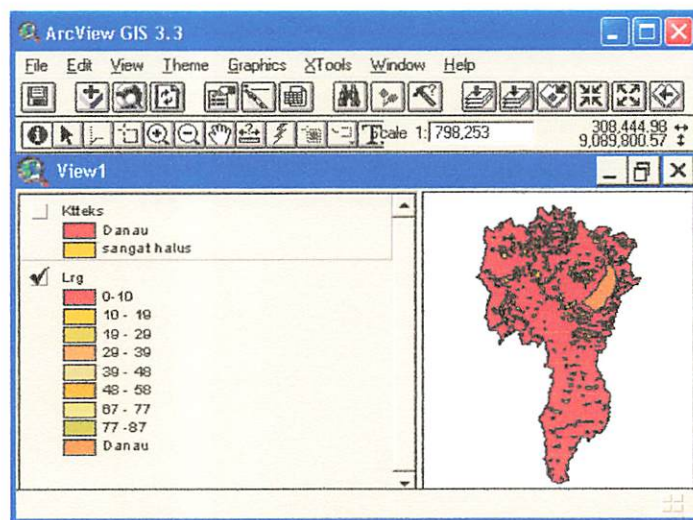 ArcView GIS 3.3
File Edit View Theme Graphics XTools Window Help
Scale 1: 798,253
308,444.98
9,089,800.57
View1
Ktteks
Danau
sangat halus
Lrg
0-10
10 - 19
19 - 29
29 - 39
39 - 48
48 - 58
67 - 77
77 -87
Danau